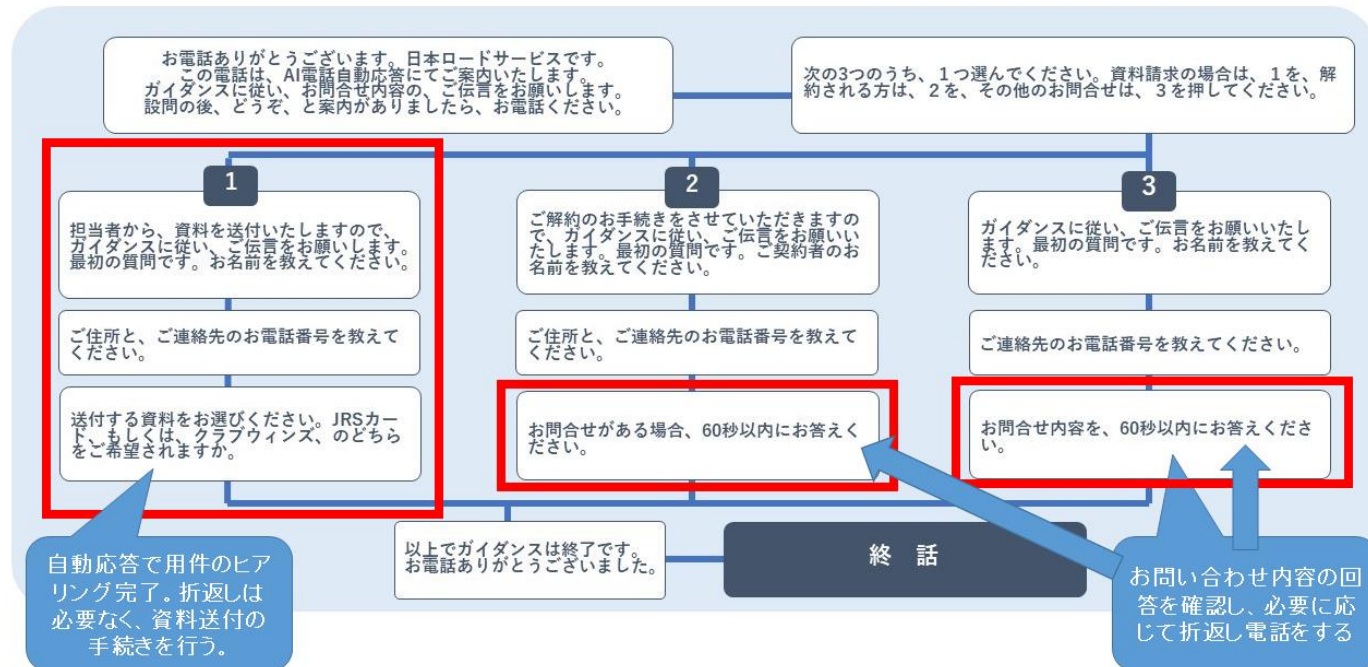 お電話ありがとうございます。日本ロードサービスです。
この電話は、AI電話自動応答にてご案内いたします。
ガイダンスに従い、お問合せ内容の、ご伝言をお願いします。
設問の後、どうぞ、と案内がありましたら、お電話ください。
次の3つのうち、１つ選んでください。資料請求の場合は、１を、解
約される方は、２を、その他のお問合せは、３を押してください。
1
担当者から、資料を送付いたしますので、
ガイダンスに従い、ご伝言をお願いします。
最初の質問です。お名前を教えてください。
ご住所と、ご連絡先のお電話番号を教えて
ください。
送付する資料をお選びください。JRSカー
ド、もしくは、クラブウィンズ、のどちら
をご希望されますか。
2
ご解約のお手続きをさせていただきますの
で、ガイダンスに従い、ご伝言をお願いい
たします。最初の質問です。ご契約者のお
名前を教えてください。
ご住所と、ご連絡先のお電話番号を教えて
ください。
お問合せがある場合、60秒以内にお答えく
ださい。
3
ガイダンスに従い、ご伝言をお願いいたし
ます。最初の質問です。お名前を教えてく
ださい。
ご連絡先のお電話番号を教えてください。
お問合せ内容を、60秒以内にお答えくださ
い。
自動応答で用件のヒア
リング完了。折返しは
必要なく、資料送付の
手続きを行う。
以上でガイダンスは終了です。
お電話ありがとうございました。
終 話
お問い合わせ内容の回
答を確認し、必要に応
じて折返し電話をする